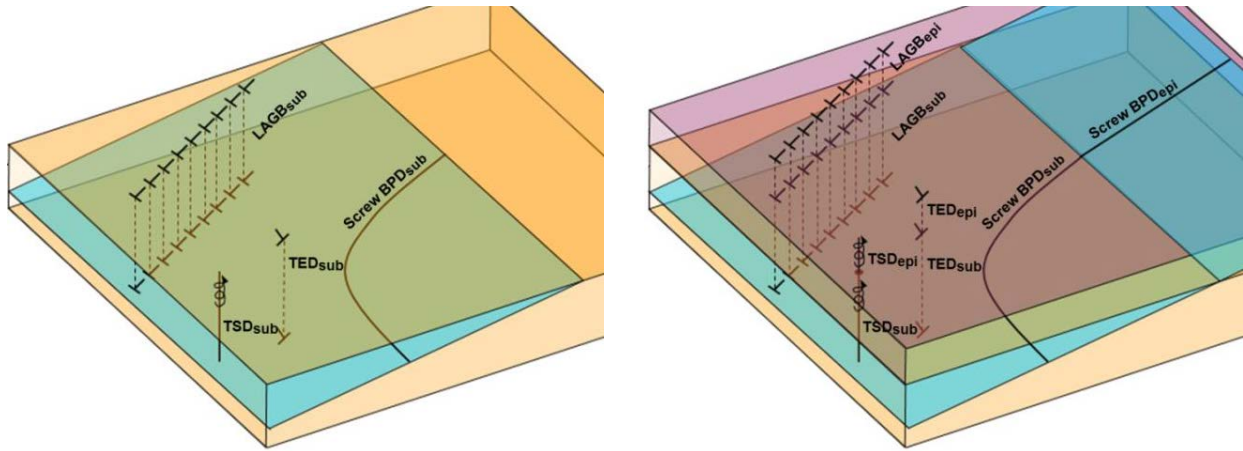 LAGBsub
Screw BPDsub
TEDsub
TSDsub
LAGBepi
LAGBsub
Screw BPDepi
Screw BPDsub
TEDepi
TSDepi
TEDsub
TSDsub